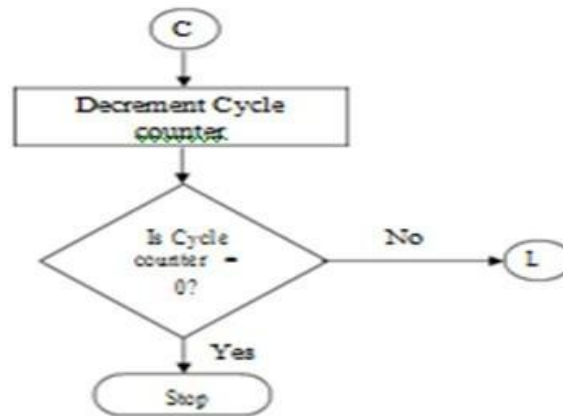 C
Decrement Cycle
counter
Is Cycle
counter =
0?
No
L
Yes
Stop